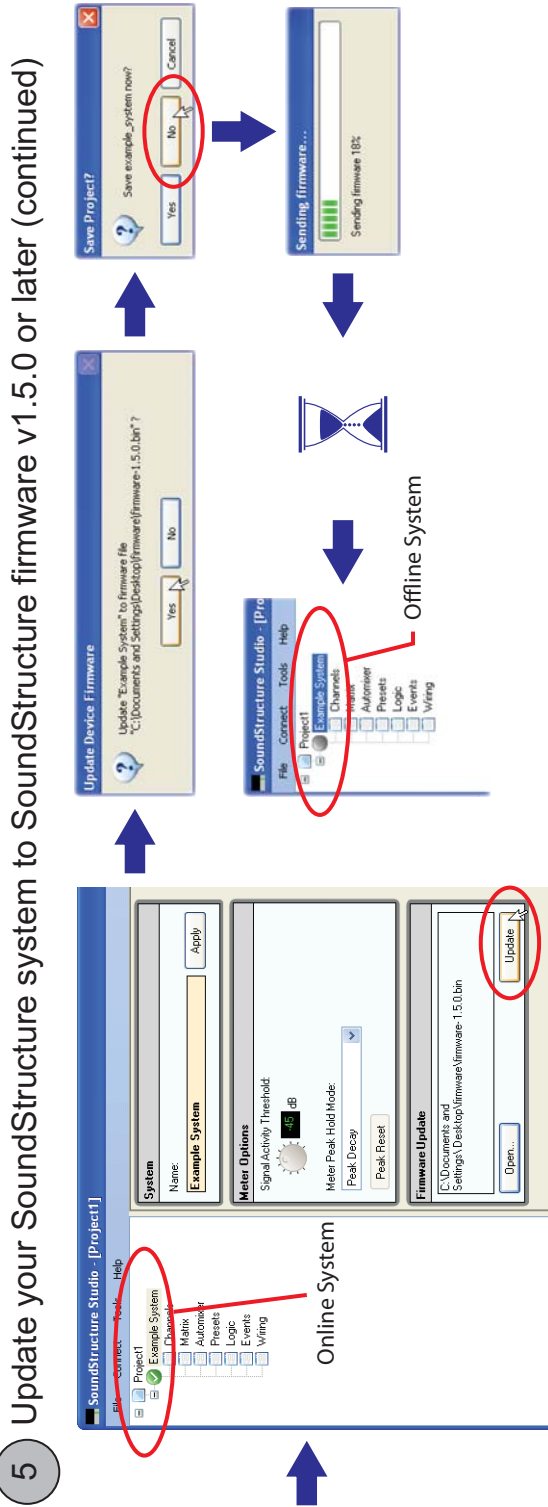 5 Update your SoundStructure system to SoundStructure firmware v1.5.0 or later (continued)
SoundStructure Studio - [Project1]
File Connect Tools Help
Project1
Example System
Channels
Matrix
Automixer
Presets
Logic
Events
Wiring
Online System
System
Name:
Example System
Apply
Meter Options
Signal Activity Threshold:
-45 dB
Meter Peak Hold Mode:
Peak Decay
Peak Reset
Firmware Update
C:\Documents and
Settings\ Desktop\firmware\firmware- 1.5.0.bin
Open...
Update
Update Device Firmware
Update "Example System" to firmware file
"C:\Documents and Settings\Desktop\firmware\firmware-1.5.0.bin" ?
Yes
No
Save Project?
Save example_system now?
Yes
No
Cancel
Sending firmware...
Sending firmware 18%
SoundStructure Studio - [Pro
File Connect Tools Help
Project1
Example System
Channels
Matrix
Automixer
Presets
Logic
Events
Wiring
Offline System